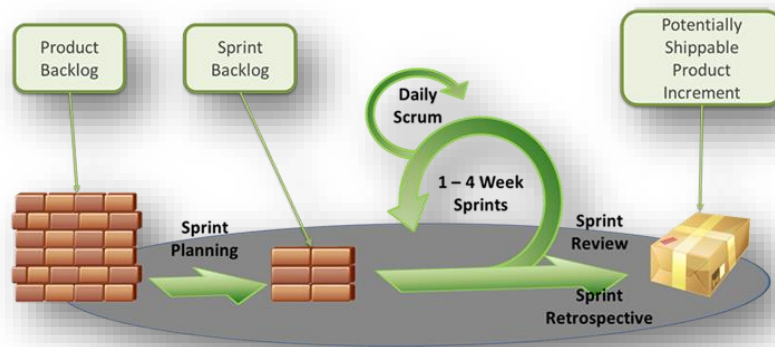 Product
Backlog
Sprint
Backlog
Potentially
Shippable
Product
Increment
Daily
Scrum
1 – 4 Week
Sprints
Sprint
Planning
Sprint
Review
Sprint
Retrospective